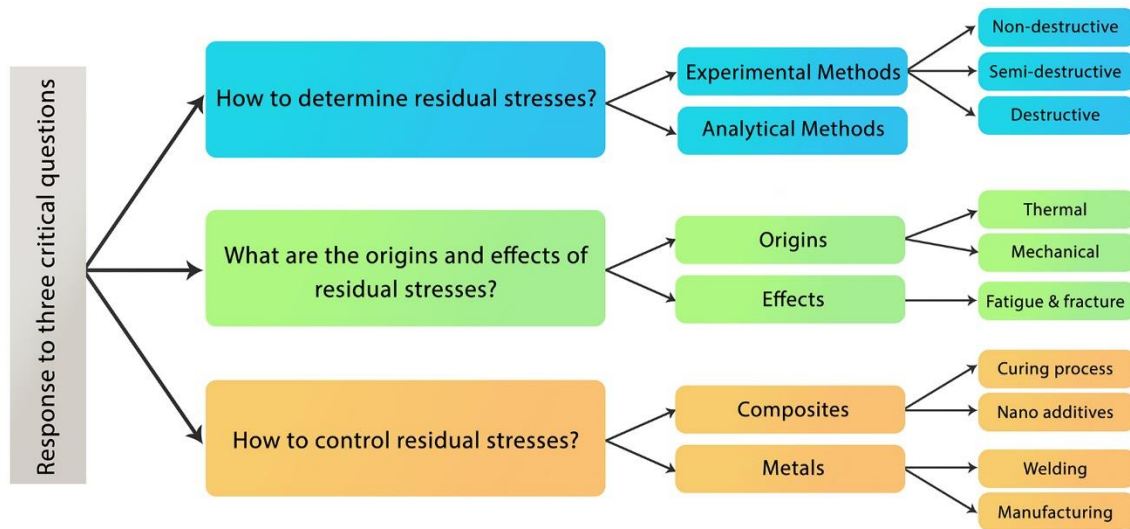 Response to three critical questions
How to determine residual stresses?
Experimental Methods
Non-destructive
Semi-destructive
Destructive
Analytical Methods
What are the origins and effects of
residual stresses?
Origins
Thermal
Mechanical
Effects
Fatigue & fracture
How to control residual stresses?
Composites
Curing process
Nano additives
Metals
Welding
Manufacturing